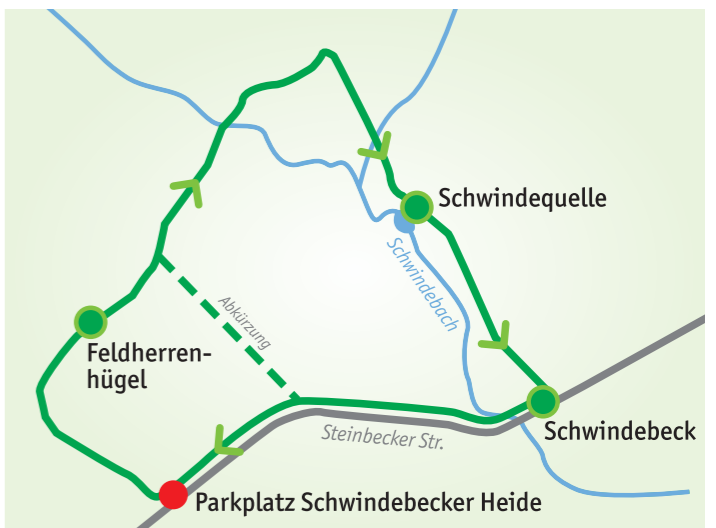 Schwindequelle
Schwindebach
Abkürzung
Feldherren-
hügel
Steinbecker Str.
Schwindebeck
Parkplatz Schwindebecker Heide